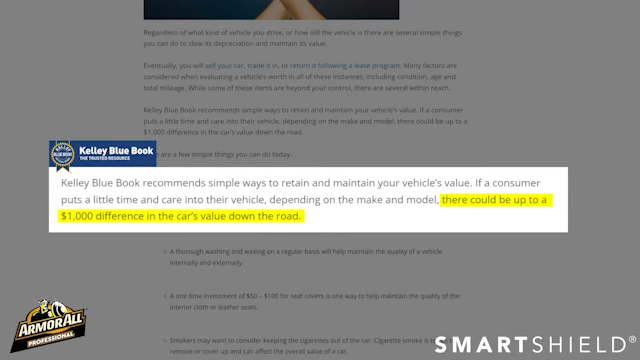 Regardless of what kind of vehicle you drive, or how old the vehicle is there are several simple things
you can do to slow its depreciation and maintain its value.
Eventually, you will sell your car, trade it in, or return it following a lease program. Many factors are
considered when evaluating a vehicle's worth in all of these instances, including condition, age and
total mileage. While some of these items are beyond your control, there are several within reach.
Kelley Blue Book recommends simple ways to retain and maintain your vehicle's value. If a consumer
puts a little time and care into their vehicle, depending on the make and model, there could be up to a
$1,000 difference in the car's value down the road.
KELLEY
BLUE BOOK
Kelley Blue Book
THE TRUSTED RESOURCE
are a few simple things you can do today.
Kelley Blue Book recommends simple ways to retain and maintain your vehicle's value. If a consumer
puts a little time and care into their vehicle, depending on the make and model, there could be up to a
$1,000 difference in the car's value down the road.
A thorough washing and waxing on a regular basis will help maintain the quality of a vehicle
internally and externally.
A one time investment of $50 – $100 for seat covers is one way to help maintain the quality of the
interior cloth or leather seats.
Smokers may want to consider keeping the cigarettes out of the car. Cigarette smoke is
remove or cover up and can affect the overall value of a car.
ARMOR ALL
PROFESSIONAL
SMARTSHIELD®